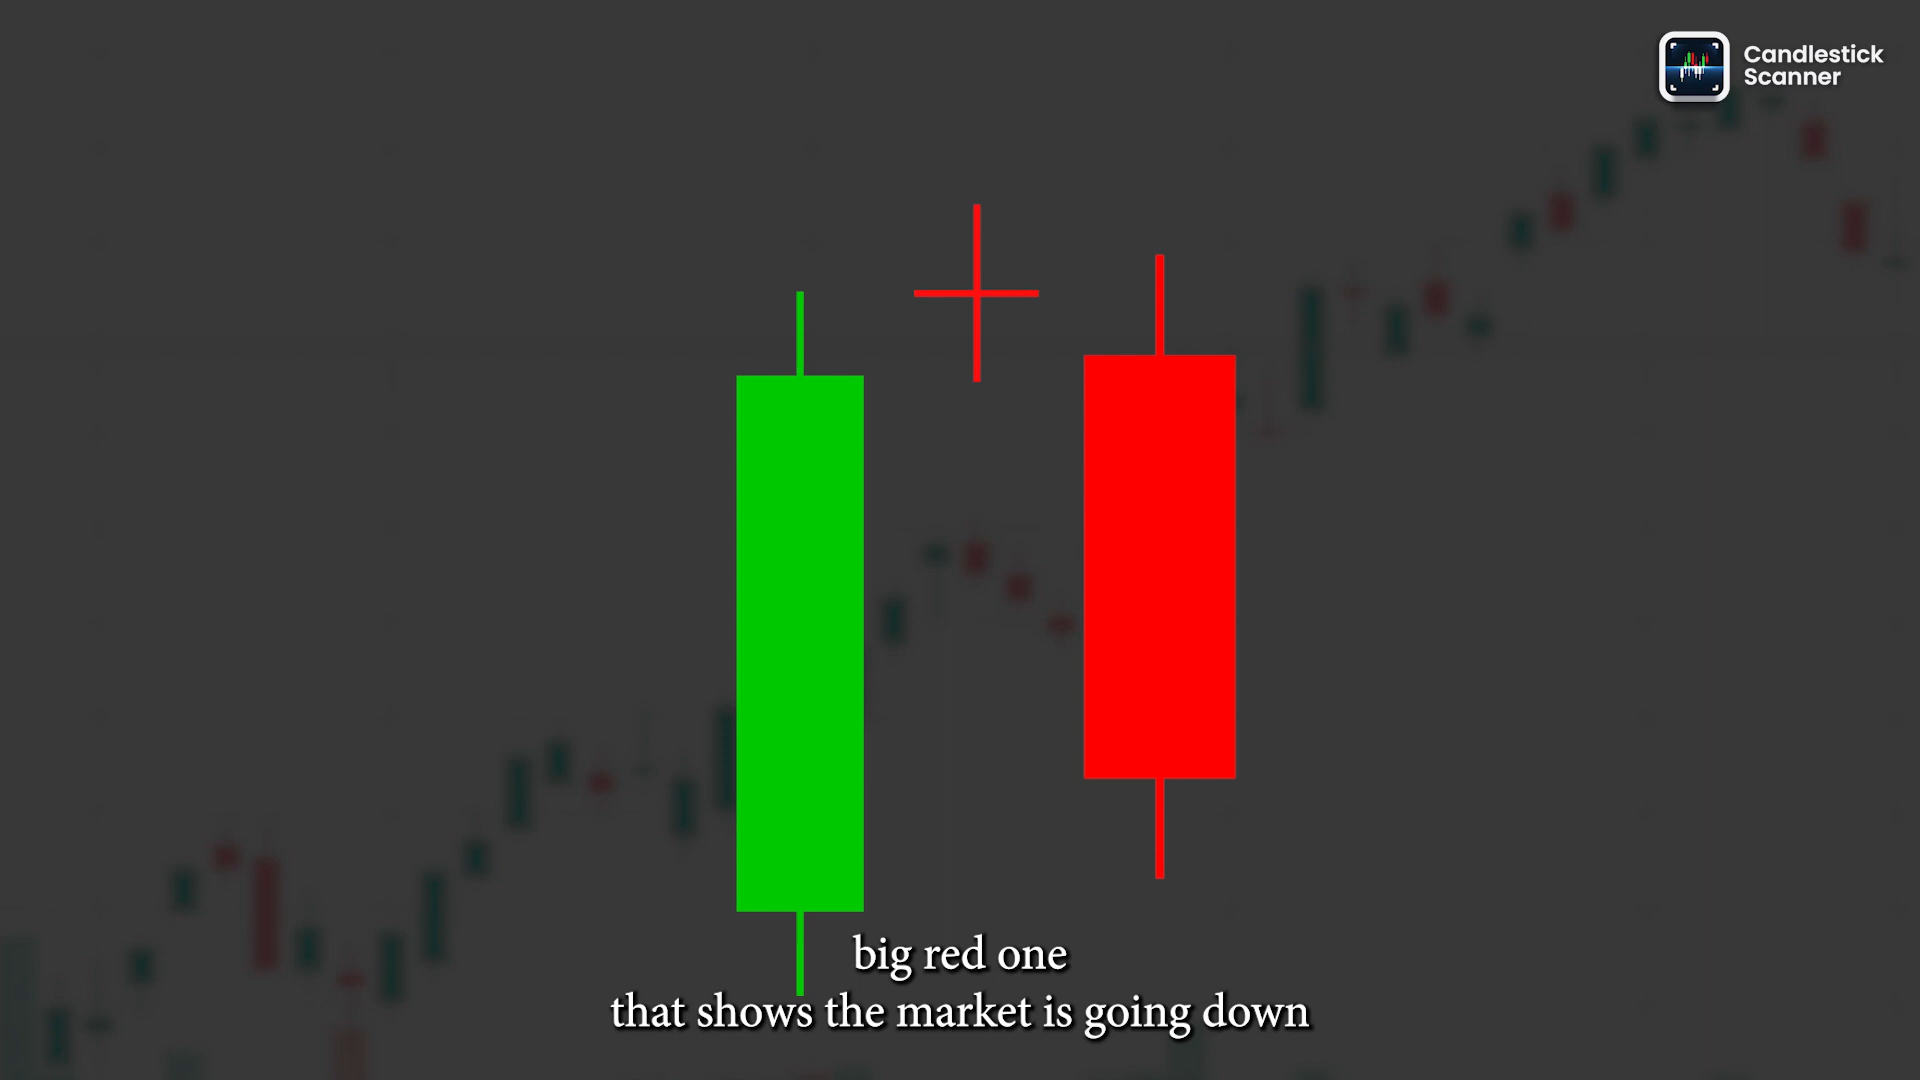 Candlestick
Scanner
big red one
that shows the market is going down